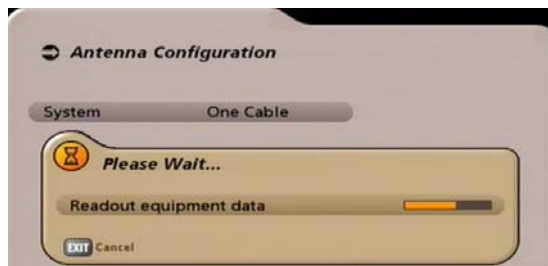 Antenna Configuration
System One Cable
Please Wait...
Readout equipment data
EXIT Cancel